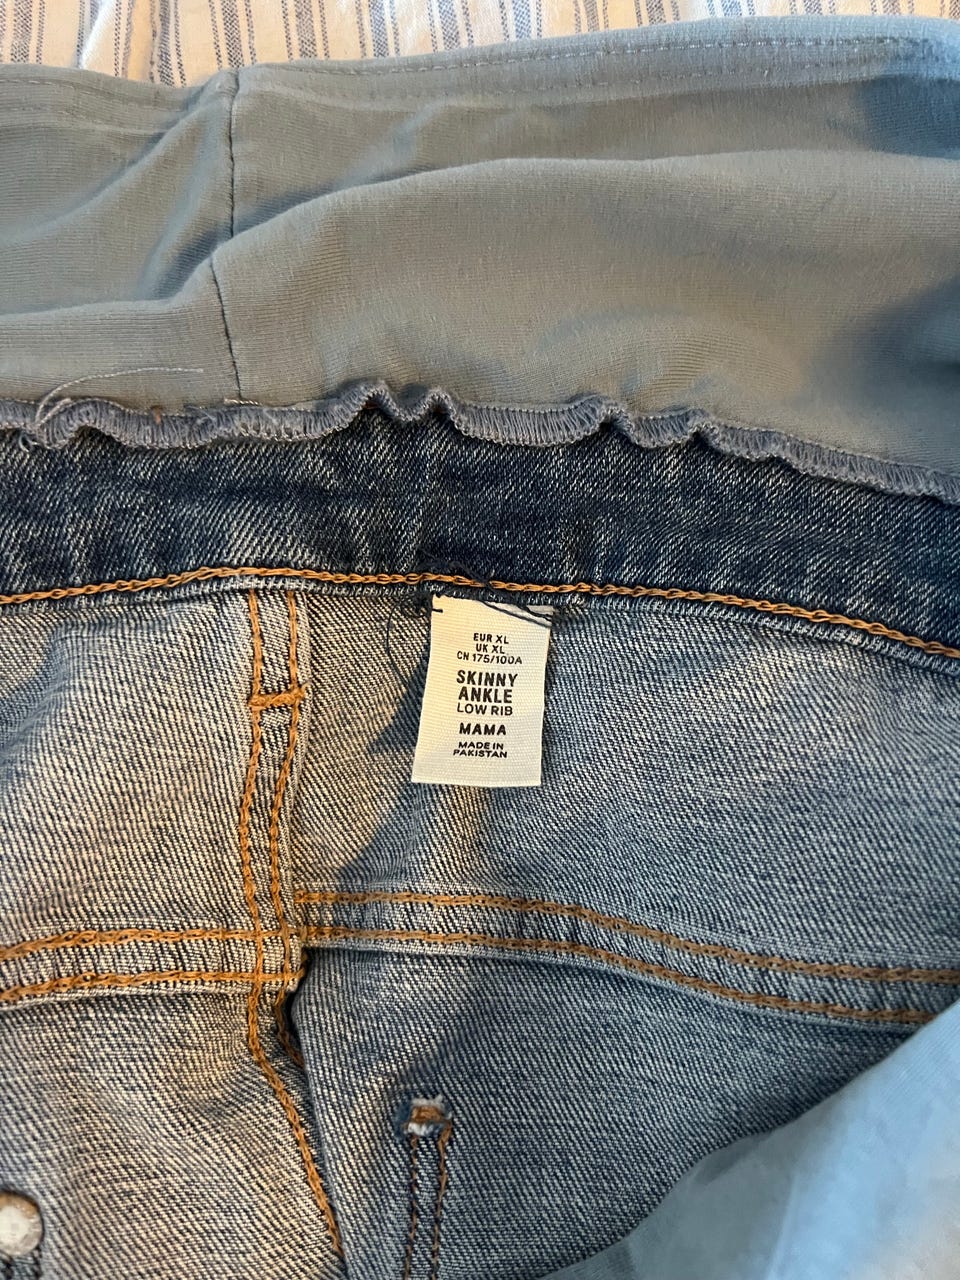 EUR XL
UK XL
CN 175/100A
SKINNY
ANKLE
LOW RIB
MAMA
MADE IN
PAKISTAN